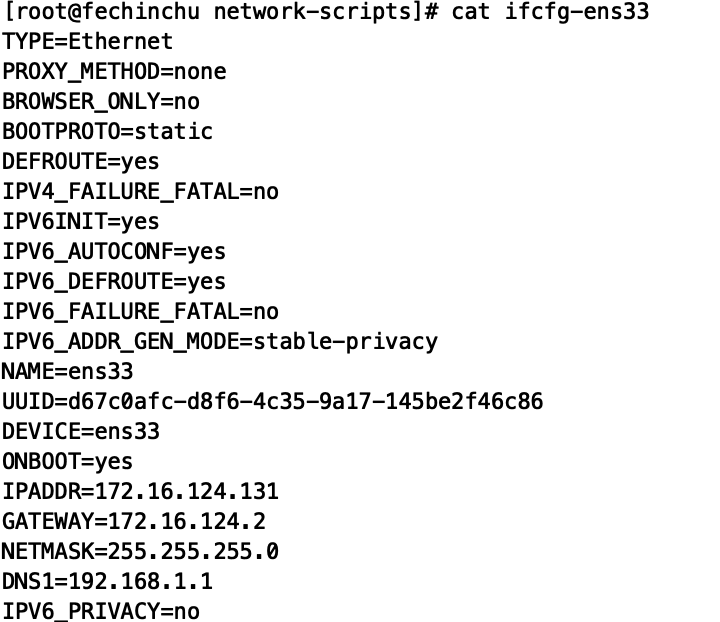 [root@fechinchu network-scripts]# cat ifcfg-ens33
TYPE=Ethernet
PROXY_METHOD=none
BROWSER_ONLY=no
BOOTPROTO=static
DEFROUTE=yes
IPV4_FAILURE_FATAL=no
IPV6INIT=yes
IPV6_AUTOCONF=yes
IPV6_DEFROUTE=yes
IPV6_FAILURE_FATAL=no
IPV6_ADDR_GEN_MODE=stable-privacy
NAME=ens33
UUID=d67c0afc-d8f6-4c35-9a17-145be2f46c86
DEVICE=ens33
ONBOOT=yes
IPADDR=172.16.124.131
GATEWAY=172.16.124.2
NETMASK=255.255.255.0
DNS1=192.168.1.1
IPV6_PRIVACY=no